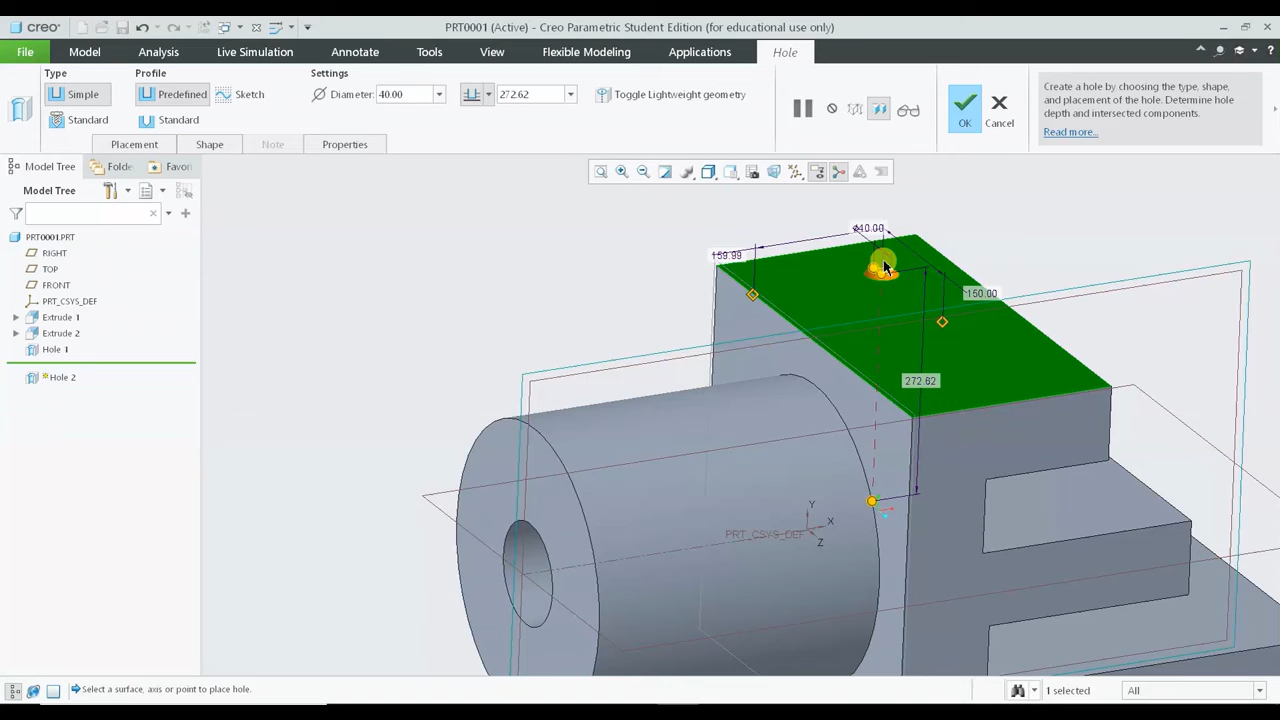 creo
PRT0001 (Active) - Creo Parametric Student Edition (for educational use only)
File Model Analysis Live Simulation Annotate Tools View Flexible Modeling Applications Hole
Type Profile Settings
Simple Predefined Sketch Diameter: 40.00 272.62 Toggle Lightweight geometry
Standard Standard
OK Cancel
Create a hole by choosing the type, shape,
and placement of the hole. Determine hole
depth and intersected components.
Read more...
Placement Shape Note Properties
Model Tree Folde Favor
Model Tree
PRT0001.PRT
RIGHT
TOP
FRONT
PRT_CSYS_DEF
Extrude 1
Extrude 2
Hole 1
Hole 2
159.99
150.00
272.62
Y
X
PRT_CSYS_DEF
Z
Select a surface, axis or point to place hole.
1 selected All